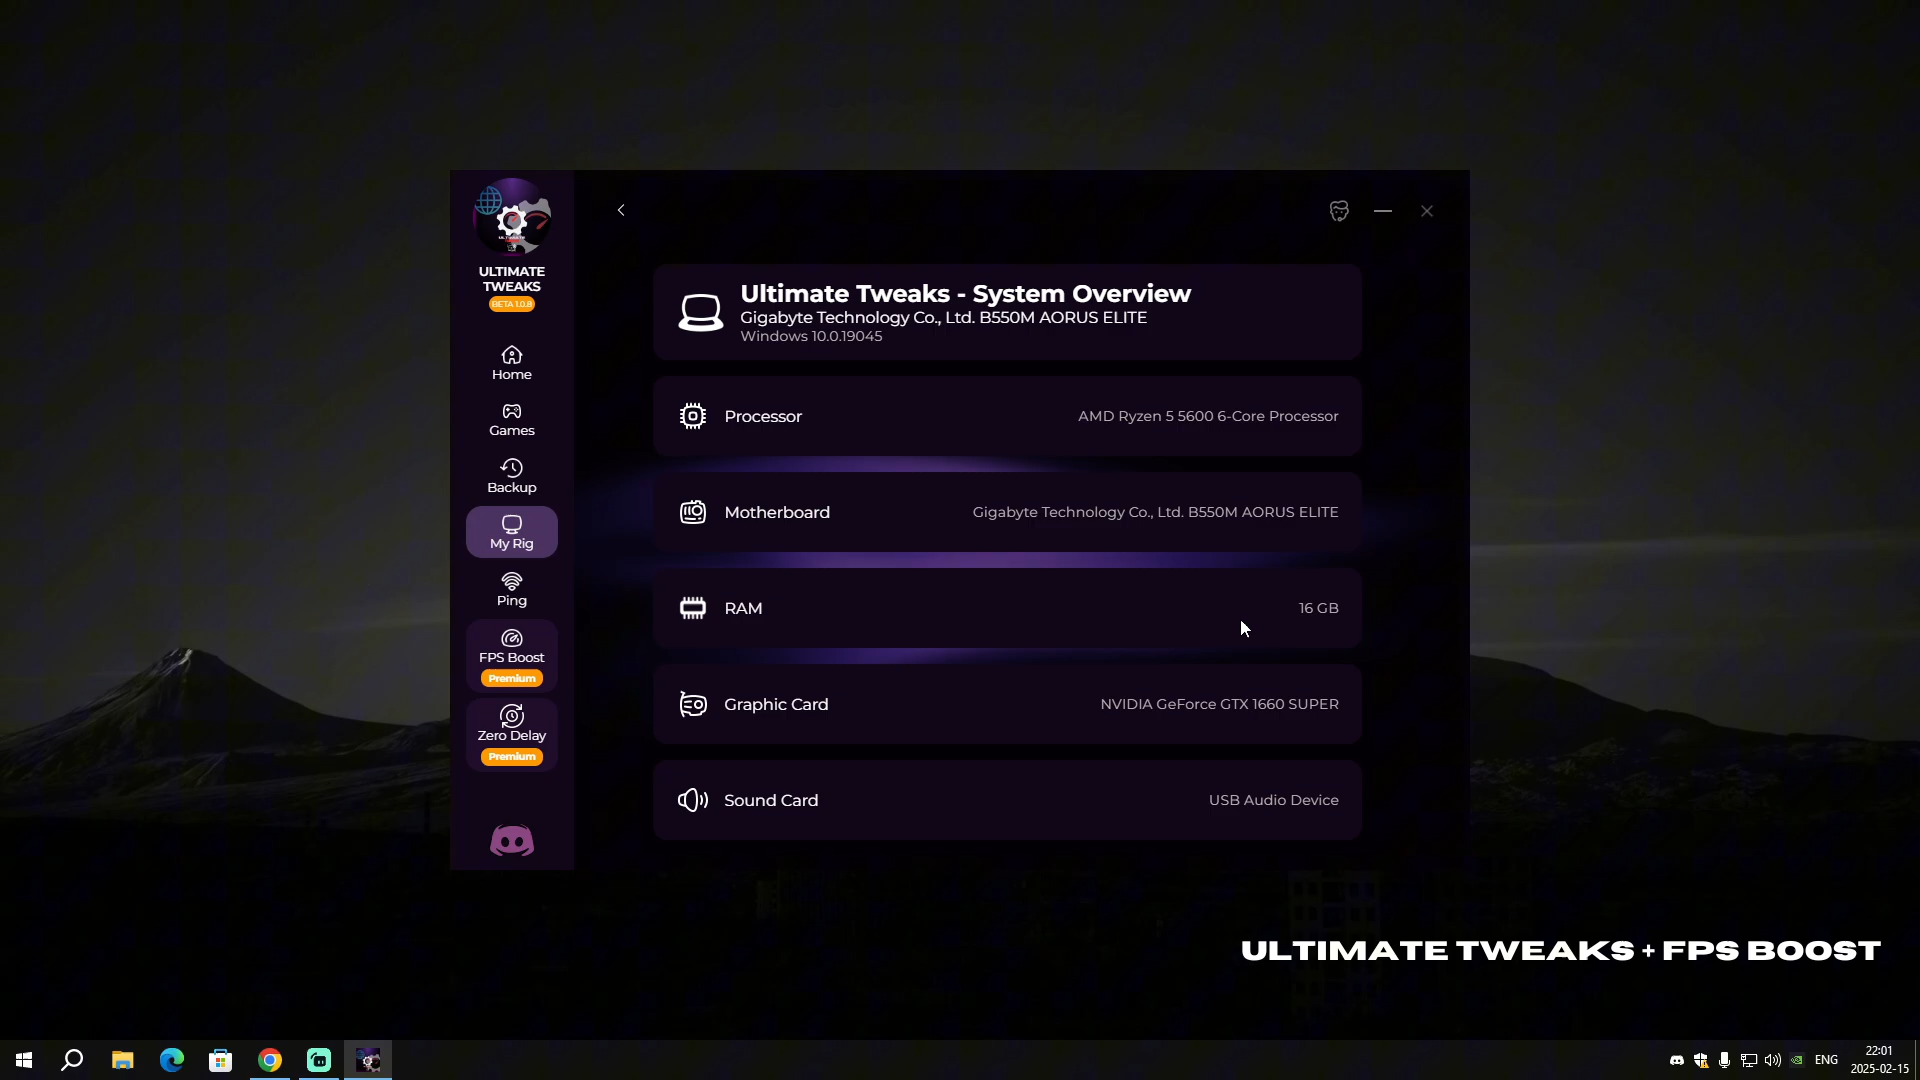 ULTIMATE
TWEAKS
BETA 1.0.8
Home
Games
Backup
My Rig
Ping
FPS Boost
Premium
Zero Delay
Premium
Ultimate Tweaks - System Overview
Gigabyte Technology Co., Ltd. B550M AORUS ELITE
Windows 10.0.19045
Processor AMD Ryzen 5 5600 6-Core Processor
Motherboard Gigabyte Technology Co., Ltd. B550M AORUS ELITE
RAM 16 GB
Graphic Card NVIDIA GeForce GTX 1660 SUPER
Sound Card USB Audio Device
ULTIMATE TWEAKS + FPS BOOST
ENG
22:01
2025-02-15